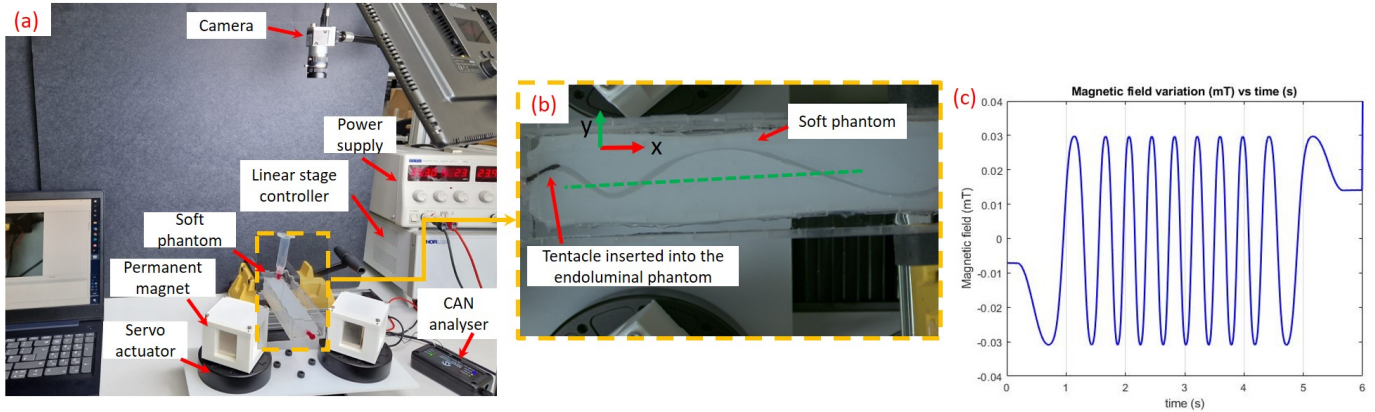 (a)
Camera
Power
supply
Linear stage
controller
Soft
phantom
Permanent
magnet
Servo
actuator
CAN
analyser
(b)
y
x
Soft phantom
Tentacle inserted into the
endoluminal phantom
(c)
Magnetic field variation (mT) vs time (s)
Magnetic field (mT)
0.04
0.03
0.02
0.01
0
-0.01
-0.02
-0.03
-0.04
0 1 2 3 4 5 6
time (s)